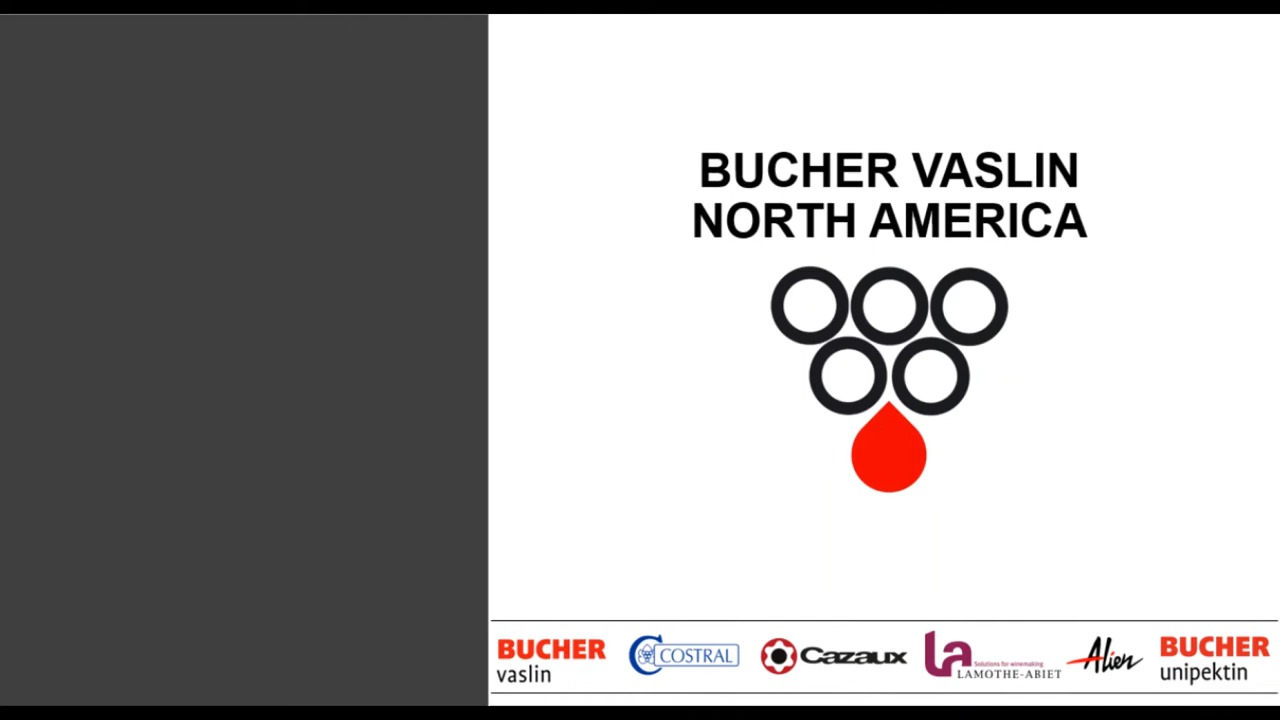 BUCHER VASLIN
NORTH AMERICA
BUCHER
vaslin
COSTRAL
Cazaux
la
Solutions for winemaking
LAMOTHE-ABIET
Alien
BUCHER
unipektin